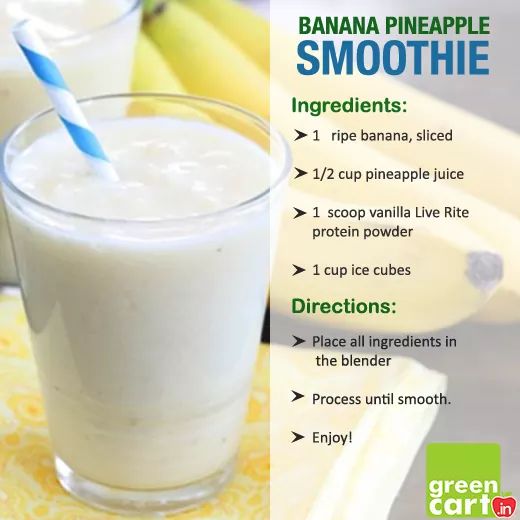 BANANA PINEAPPLE
SMOOTHIE
Ingredients:
➤ 1 ripe banana, sliced
➤ 1/2 cup pineapple juice
➤ 1 scoop vanilla Live Rite
protein powder
➤ 1 cup ice cubes
Directions:
➤ Place all ingredients in
the blender
➤ Process until smooth.
➤ Enjoy!
green
cart.in